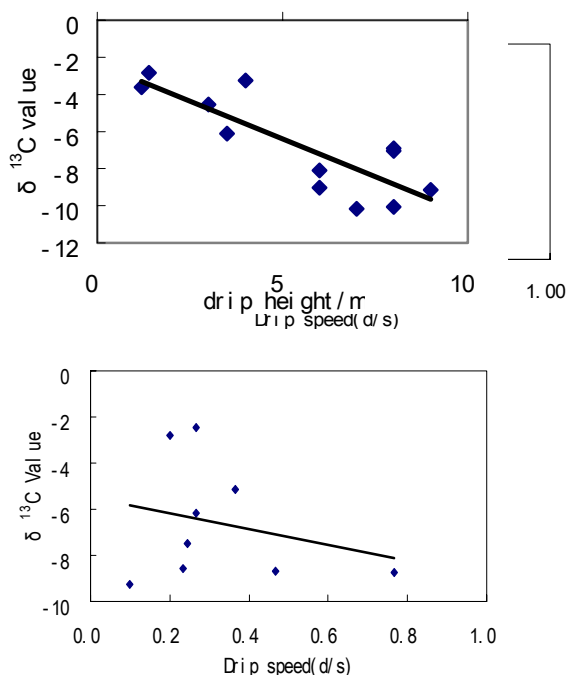 0
-2
-4
-6
-8
-10
-12
δ ¹³C value
0 5 10
drip height/m
Drip speed(d/s)
1.00
0
-2
-4
-6
-8
-10
δ ¹³C Value
0.0 0.2 0.4 0.6 0.8 1.0
Drip speed(d/s)